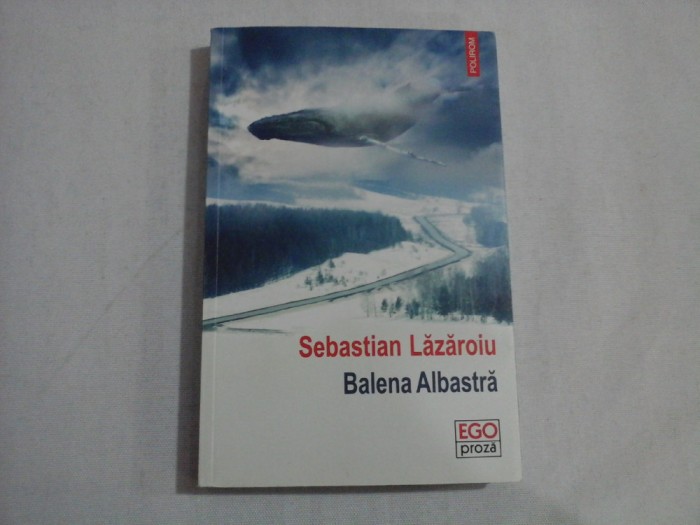 POLIROM
Sebastian Lăzăroiu
Balena Albastră
EGO
proză